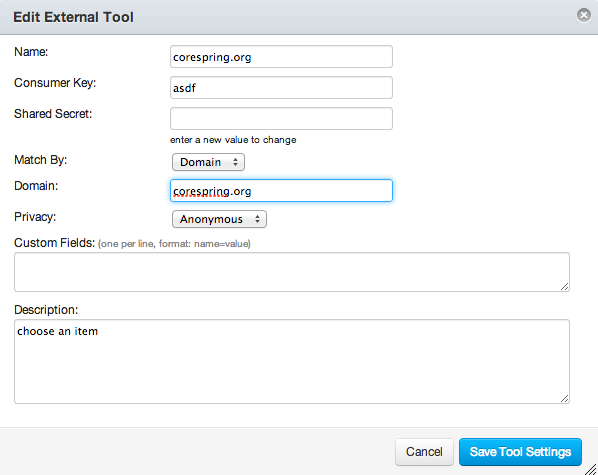 Edit External Tool
Name: corespring.org
Consumer Key: asdf
Shared Secret:
enter a new value to change
Match By: Domain
Domain: corespring.org
Privacy: Anonymous
Custom Fields: (one per line, format: name=value)
Description:
choose an item
Cancel Save Tool Settings